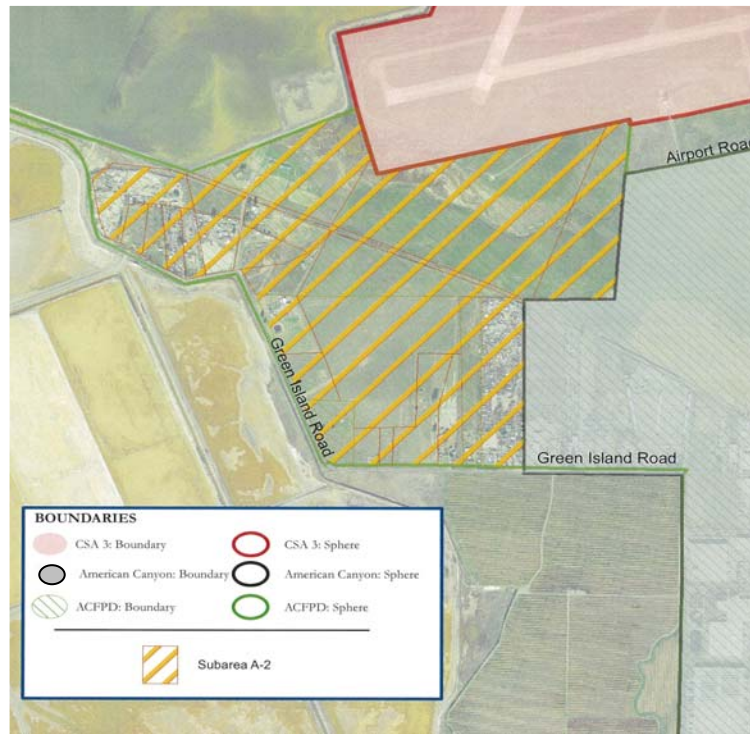 Airport Road
Green Island Road
Green Island Road
BOUNDARIES
CSA 3: Boundary
CSA 3: Sphere
American Canyon: Boundary
American Canyon: Sphere
ACFPD: Boundary
ACFPD: Sphere
Subarea A-2